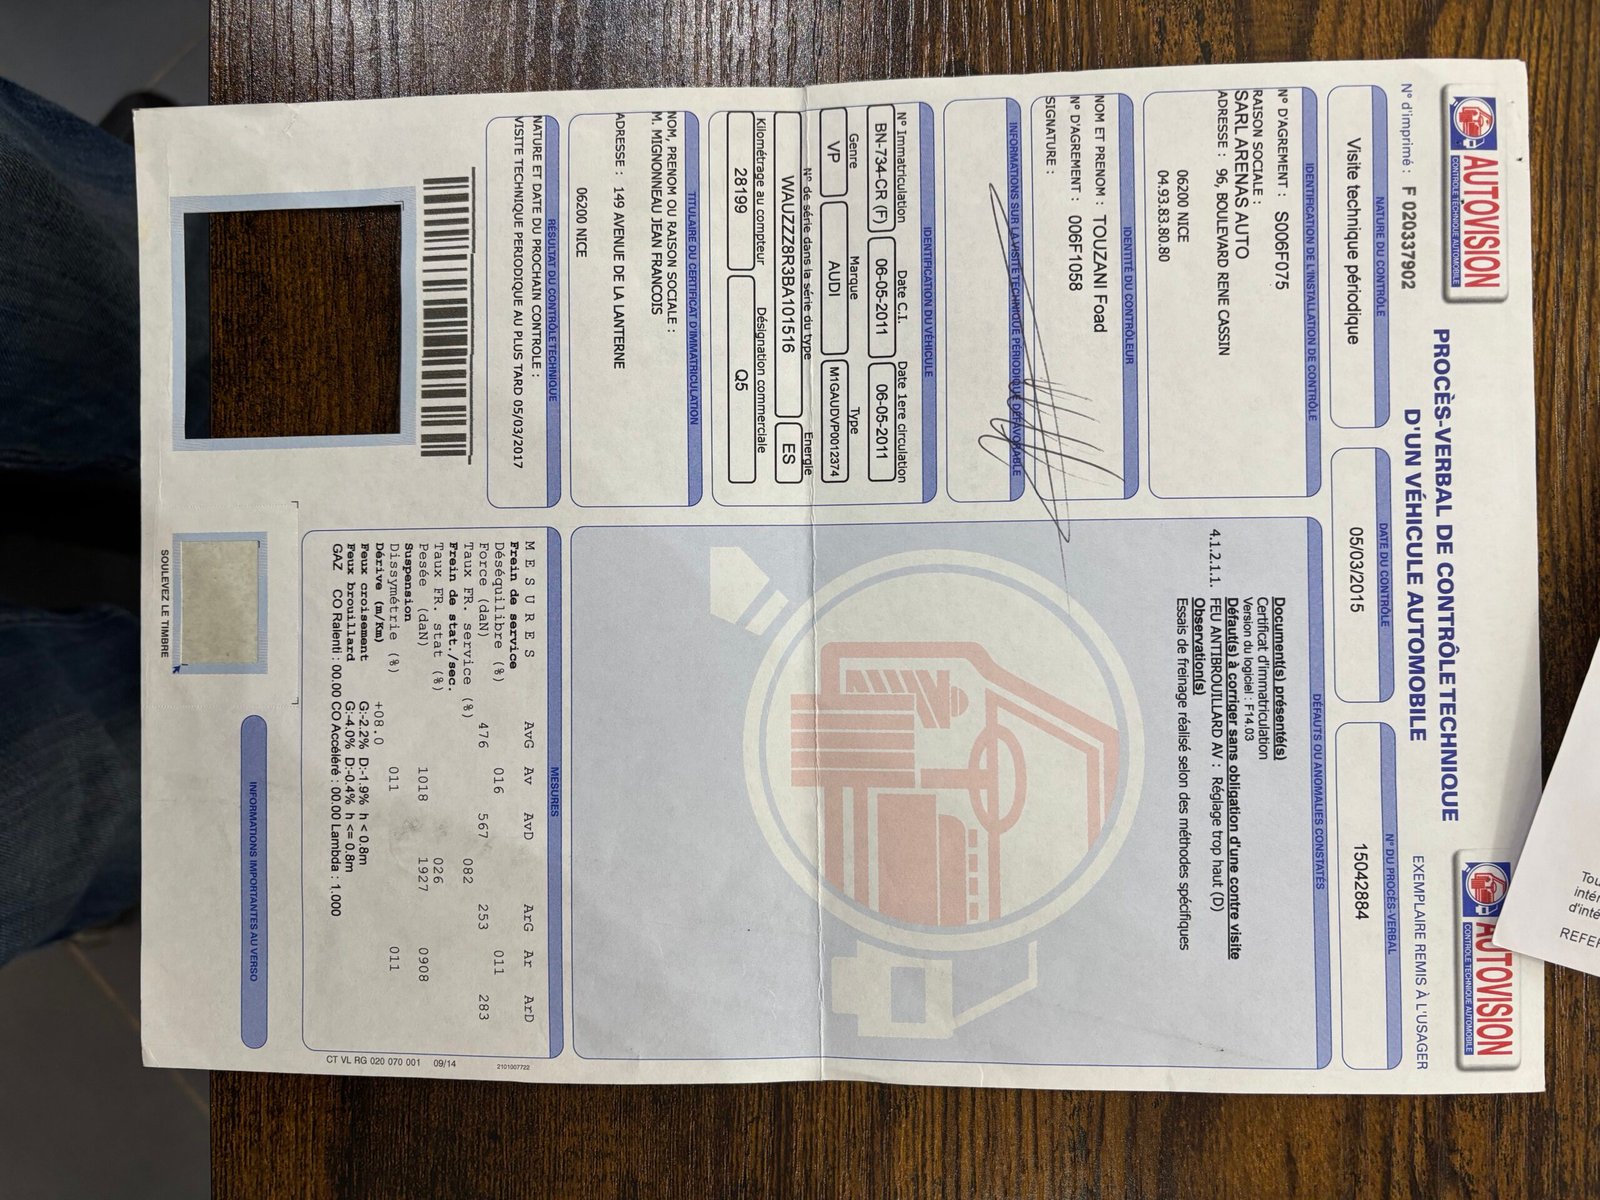 AUTOVISION
CONTROLE TECHNIQUE AUTOMOBILE
PROCÈS-VERBAL DE CONTRÔLE TECHNIQUE
D'UN VÉHICULE AUTOMOBILE
AUTOVISION
CONTROLE TECHNIQUE AUTOMOBILE
N° d'imprimé : F 020337902
EXEMPLAIRE REMIS À L'USAGER
NATURE DU CONTRÔLE
Visite technique périodique
DATE DU CONTRÔLE
05/03/2015
N° DU PROCÈS-VERBAL
15042884
IDENTIFICATION DE L'INSTALLATION DE CONTRÔLE
N° D'AGREMENT : S006F075
RAISON SOCIALE :
SARL ARENAS AUTO
ADRESSE : 96, BOULEVARD RENE CASSIN
06200 NICE
04.93.83.80.80
IDENTITÉ DU CONTRÔLEUR
NOM ET PRENOM : TOUZANI Foad
N° D'AGREMENT : 006F1058
SIGNATURE :
INFORMATIONS SUR LA VISITE TECHNIQUE PÉRIODIQUE DÉFAVORABLE
IDENTIFICATION DU VÉHICULE
N° Immatriculation Date C.I. Date 1ere circulation
BN-734-CR (F) 06-05-2011 06-05-2011
Genre Marque Type
VP AUDI M1GAUDVP0012374
N° de série dans la série du type Energie
WAUZZZ8R3BA101516 ES
Kilométrage au compteur Désignation commerciale
28199 Q5
TITULAIRE DU CERTIFICAT D'IMMATRICULATION
NOM, PRENOM OU RAISON SOCIALE :
M. MIGNONNEAU JEAN FRANCOIS
ADRESSE : 149 AVENUE DE LA LANTERNE
06200 NICE
RÉSULTAT DU CONTRÔLE TECHNIQUE
NATURE ET DATE DU PROCHAIN CONTROLE :
VISITE TECHNIQUE PERIODIQUE AU PLUS TARD 05/03/2017
DÉFAUTS OU ANOMALIES CONSTATÉS
Document(s) présenté(s)
Certificat d'immatriculation
Version du logiciel : F14.03
Défaut(s) à corriger sans obligation d'une contre visite
4.1.2.1.1. FEU ANTIBROUILLARD AV : Réglage trop haut (D)
Observation(s)
Essais de freinage réalisé selon des méthodes spécifiques
MESURES
M E S U R E S AvG Av AvD ArG Ar ArD
Frein de service
Déséquilibre (%) 016 011
Force (daN) 476 567 253 283
Taux FR. service (%) 082
Frein de stat./sec.
Taux FR. stat (%) 026
Pesée (daN) 1018 1927 0908
Suspension
Dissymétrie (%) 011 011
Dérive (m/Km) +08.0
Feux croisement G:-2.2% D:-1.9% h < 0.8m
Feux brouillard G:-4.0% D:-0.4% h <= 0.8m
GAZ CO Ralenti : 00.00 CO Accéléré : 00.00 Lambda : 1.000
CT VL RG 020 070 001 09/14
2101007722
SOULEVEZ LE TIMBRE
INFORMATIONS IMPORTANTES AU VERSO